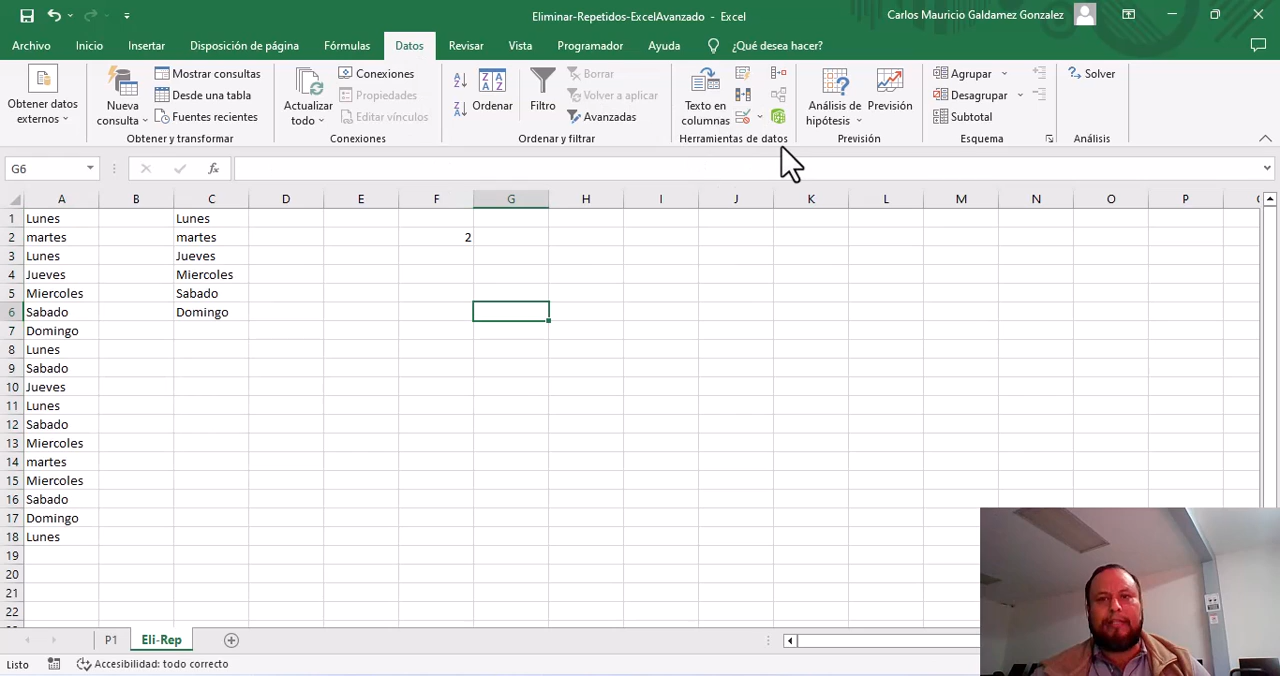 Eliminar-Repetidos-ExcelAvanzado - Excel
Carlos Mauricio Galdamez Gonzalez
Archivo Inicio Insertar Disposición de página Fórmulas Datos Revisar Vista Programador Ayuda ¿Qué desea hacer?
Obtener datos externos
Nueva consulta
Mostrar consultas
Desde una tabla
Fuentes recientes
Obtener y transformar
Actualizar todo
Conexiones
Propiedades
Editar vínculos
Conexiones
Ordenar
Filtro
Borrar
Volver a aplicar
Avanzadas
Ordenar y filtrar
Texto en columnas
Herramientas de datos
Análisis de hipótesis
Previsión
Previsión
Agrupar
Desagrupar
Subtotal
Esquema
Solver
Análisis
G6
fx
A B C D E F G H I J K L M N O P
1 Lunes Lunes
2 martes martes 2
3 Lunes Jueves
4 Jueves Miercoles
5 Miercoles Sabado
6 Sabado Domingo
7 Domingo
8 Lunes
9 Sabado
10 Jueves
11 Lunes
12 Sabado
13 Miercoles
14 martes
15 Miercoles
16 Sabado
17 Domingo
18 Lunes
19
20
21
22
P1 Eli-Rep
Listo Accesibilidad: todo correcto